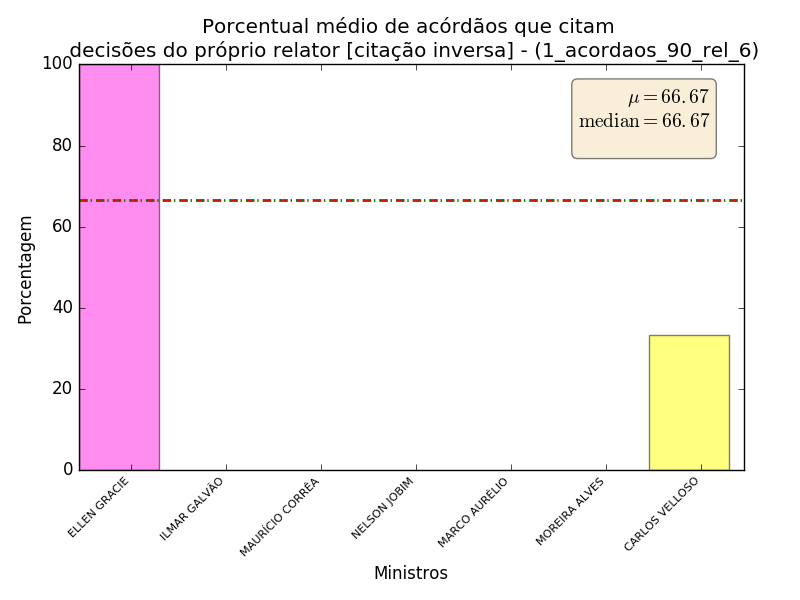 Porcentual médio de acórdãos que citam
decisões do próprio relator [citação inversa] - (1_acordaos_90_rel_6)
μ = 66.67
median = 66.67
100
80
60
40
20
0
Porcentagem
ELLEN GRACIE
ILMAR GALVÃO
MAURÍCIO CORRÊA
NELSON JOBIM
MARCO AURÉLIO
MOREIRA ALVES
CARLOS VELLOSO
Ministros